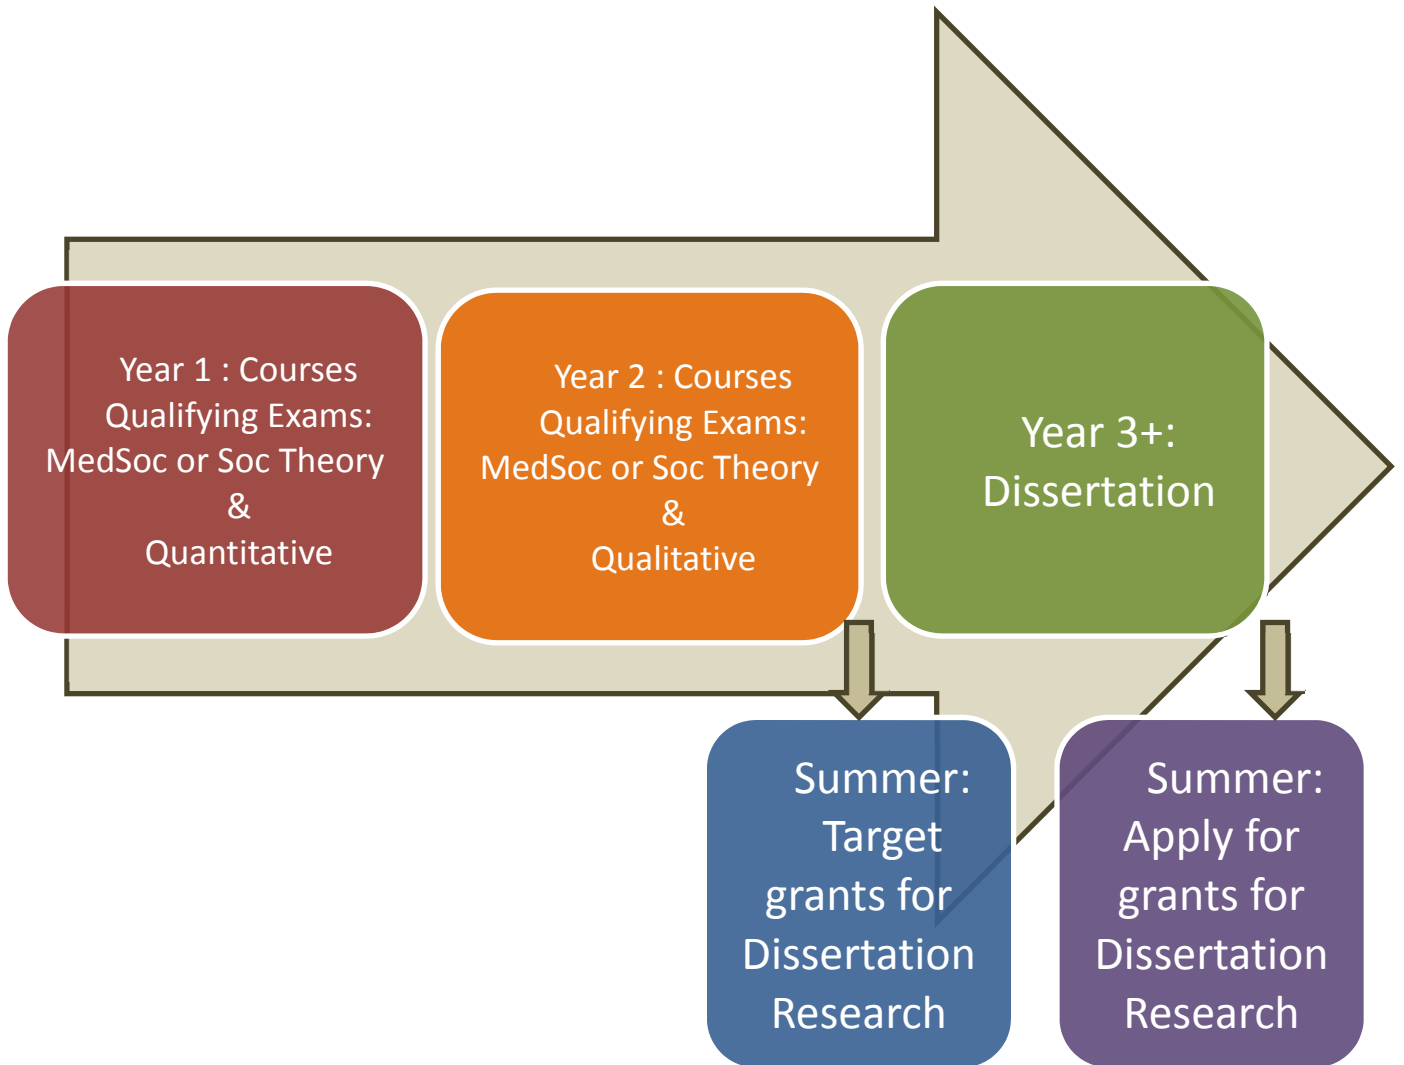 Year 1 : Courses
Qualifying Exams:
MedSoc or Soc Theory
&
Quantitative
Year 2 : Courses
Qualifying Exams:
MedSoc or Soc Theory
&
Qualitative
Year 3+:
Dissertation
Summer:
Target
grants for
Dissertation
Research
Summer:
Apply for
grants for
Dissertation
Research